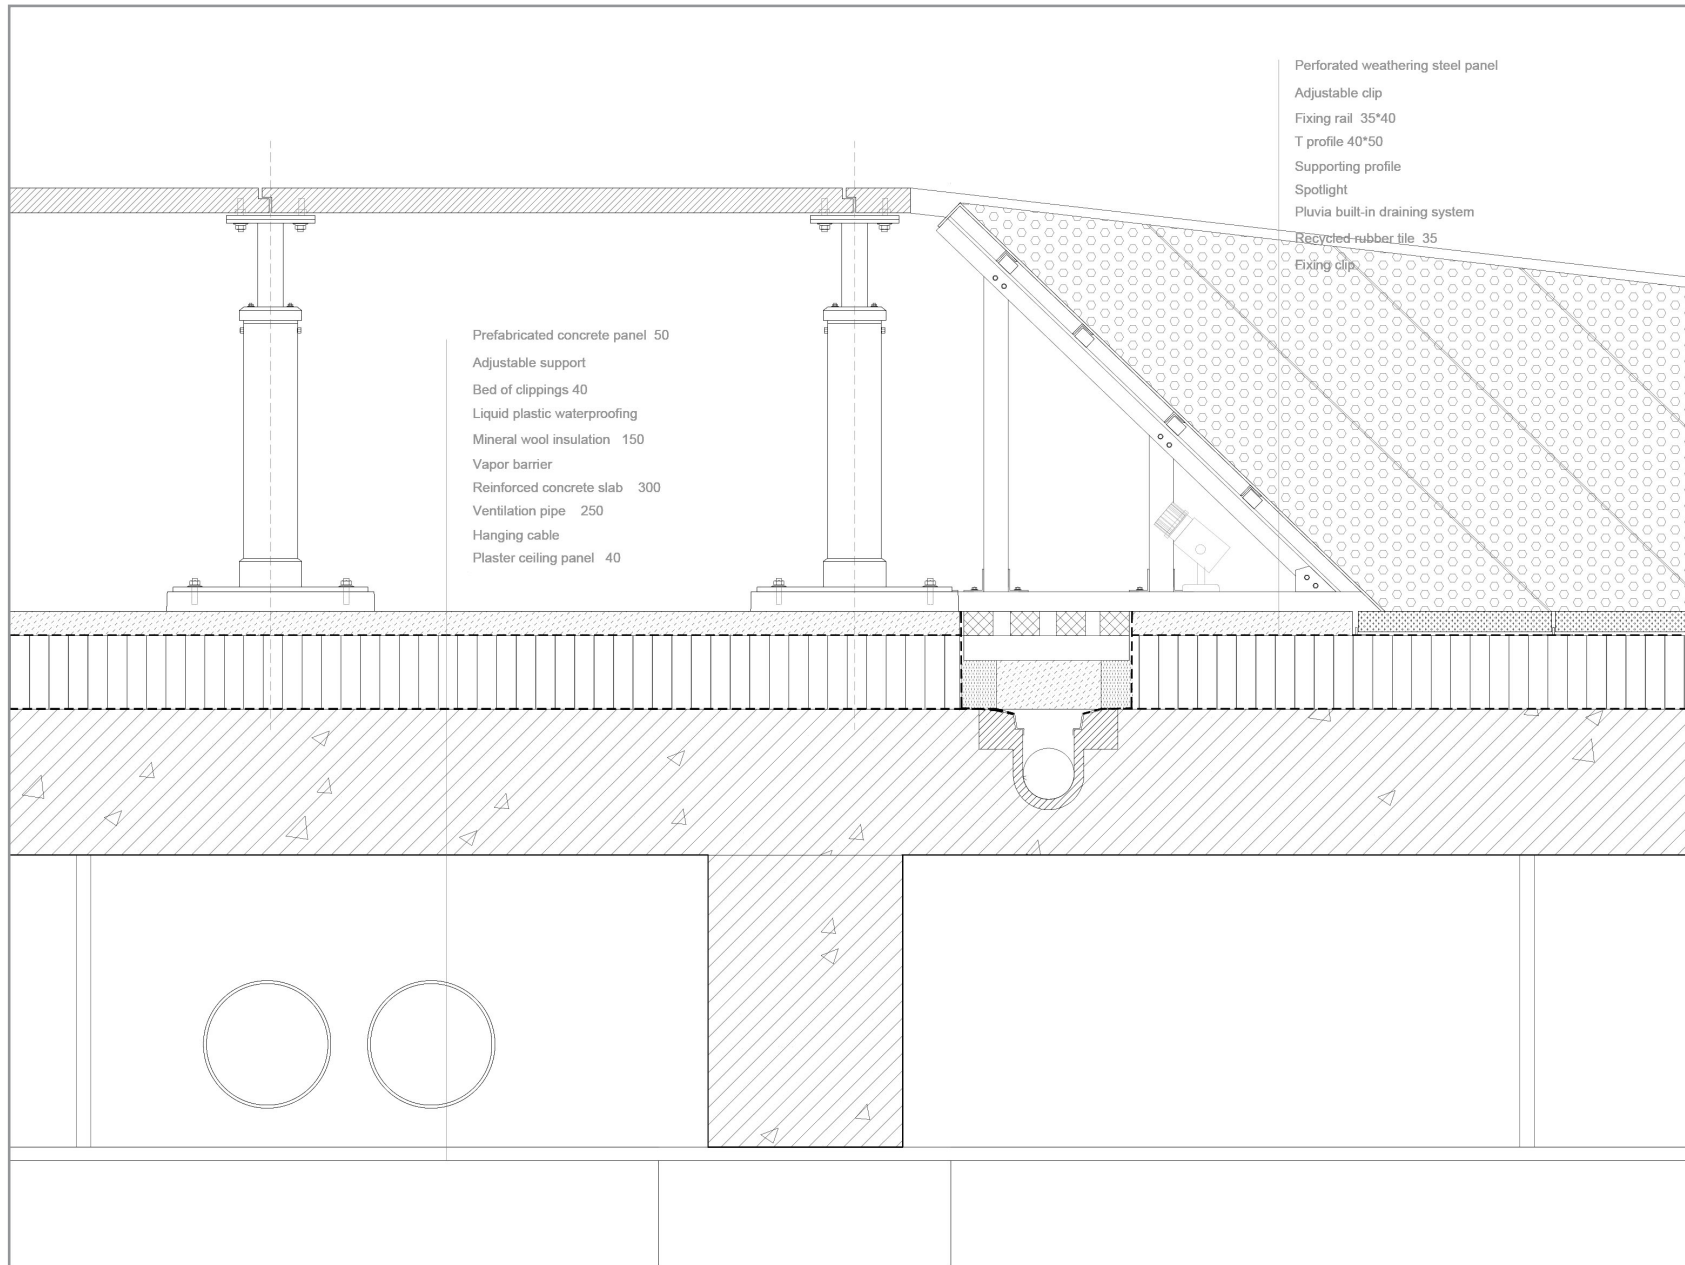 Perforated weathering steel panel
Adjustable clip
Fixing rail 35*40
T profile 40*50
Supporting profile
Spotlight
Pluvia built-in draining system
Recycled rubber tile 35
Fixing clip
Prefabricated concrete panel 50
Adjustable support
Bed of clippings 40
Liquid plastic waterproofing
Mineral wool insulation 150
Vapor barrier
Reinforced concrete slab 300
Ventilation pipe 250
Hanging cable
Plaster ceiling panel 40